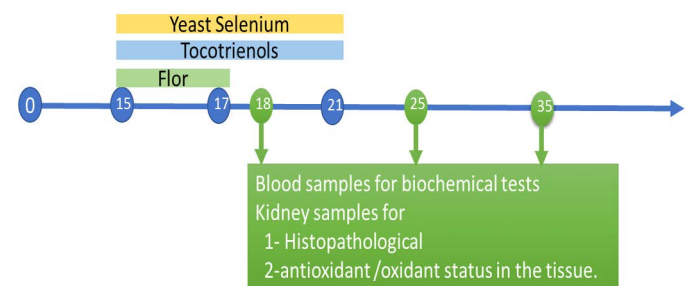 Yeast Selenium
Tocotrienols
Flor
0 15 17 18 21 25 35
Blood samples for biochemical tests
Kidney samples for
1- Histopathological
2-antioxidant /oxidant status in the tissue.